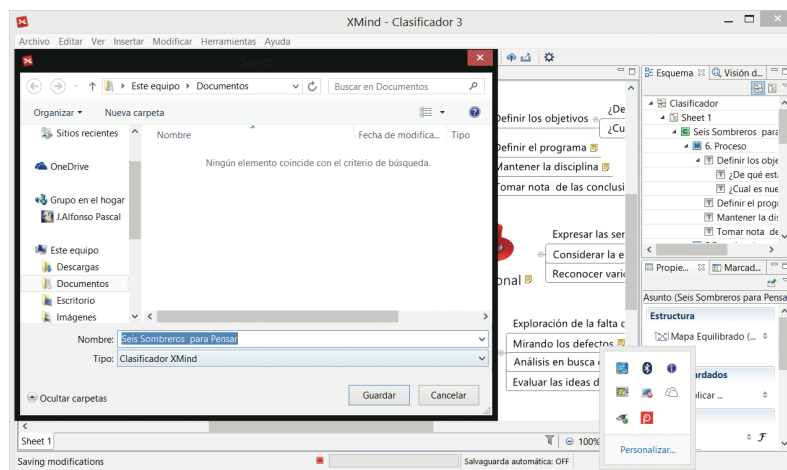 XMind - Clasificador 3
Archivo Editar Ver Insertar Modificar Herramientas Ayuda
Salvar
Este equipo Documentos
Buscar en Documentos
Organizar
Nueva carpeta
Sitios recientes
OneDrive
Grupo en el hogar
J.Alfonso Pascal
Este equipo
Descargas
Documentos
Escritorio
Imágenes
Nombre
Fecha de modifica...
Tipo
Ningún elemento coincide con el criterio de búsqueda.
Nombre: Seis Sombreros para Pensar
Tipo: Clasificador XMind
Ocultar carpetas
Guardar
Cancelar
Definir los objetivos
¿De
¿Cu
Definir el programa
Mantener la disciplina
Tomar nota de las conclusi
Expresar las ser
Considerar la e
Reconocer vari
onal
Exploración de la falta c
Mirando los defectos
Análisis en busca
Evaluar las ideas d
Esquema
Visión d...
Clasificador
Sheet 1
Seis Sombreros para
6. Proceso
Definir los obje
¿De qué est
¿Cual es nue
Definir el progr
Mantener la dis
Tomar nota de
Propie...
Marcad...
Asunto (Seis Sombreros para Pensa
Estructura
Mapa Equilibrado (...
rdados
licar ...
Personalizar...
Sheet 1
100%
Saving modifications
Salvaguarda automática: OFF